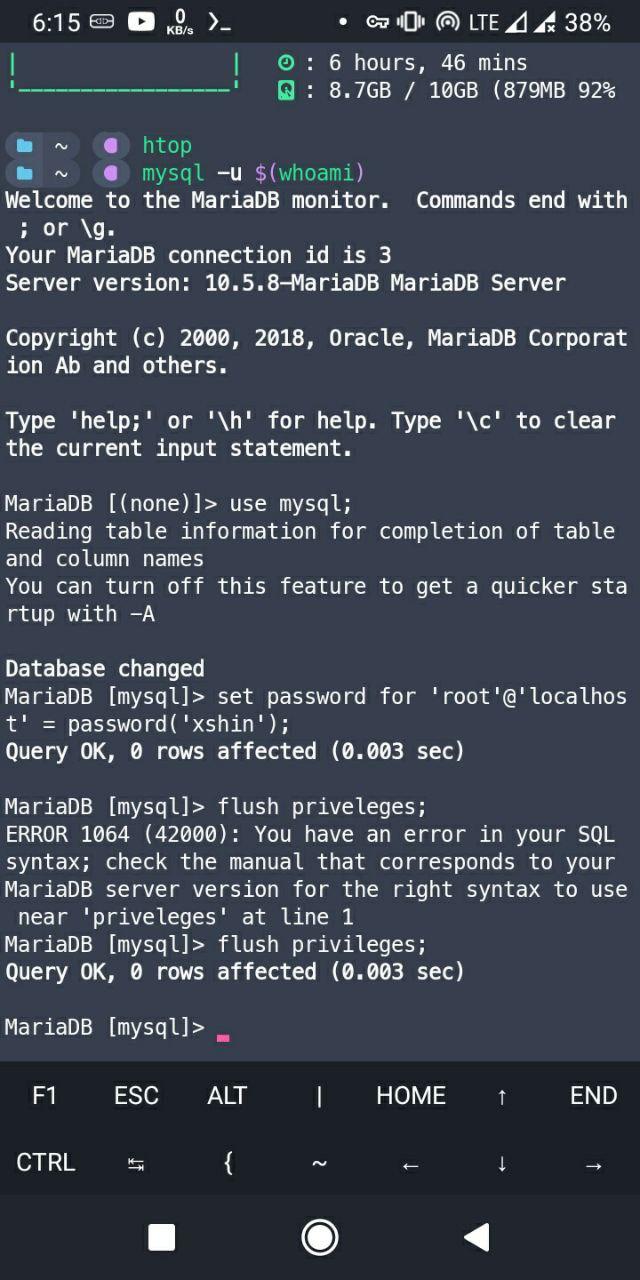 6:15 0 KB/s LTE 38%
: 6 hours, 46 mins
: 8.7GB / 10GB (879MB 92%
~ htop
~ mysql -u $(whoami)
Welcome to the MariaDB monitor.  Commands end with
 ; or \g.
Your MariaDB connection id is 3
Server version: 10.5.8-MariaDB MariaDB Server
Copyright (c) 2000, 2018, Oracle, MariaDB Corporat
ion Ab and others.
Type 'help;' or '\h' for help. Type '\c' to clear
the current input statement.
MariaDB [(none)]> use mysql;
Reading table information for completion of table
and column names
You can turn off this feature to get a quicker sta
rtup with -A
Database changed
MariaDB [mysql]> set password for 'root'@'localhos
t' = password('xshin');
Query OK, 0 rows affected (0.003 sec)
MariaDB [mysql]> flush priveleges;
ERROR 1064 (42000): You have an error in your SQL
syntax; check the manual that corresponds to your
MariaDB server version for the right syntax to use
 near 'priveleges' at line 1
MariaDB [mysql]> flush privileges;
Query OK, 0 rows affected (0.003 sec)
MariaDB [mysql]>
F1 ESC ALT | HOME ↑ END
CTRL ↹ { ~ ← ↓ →